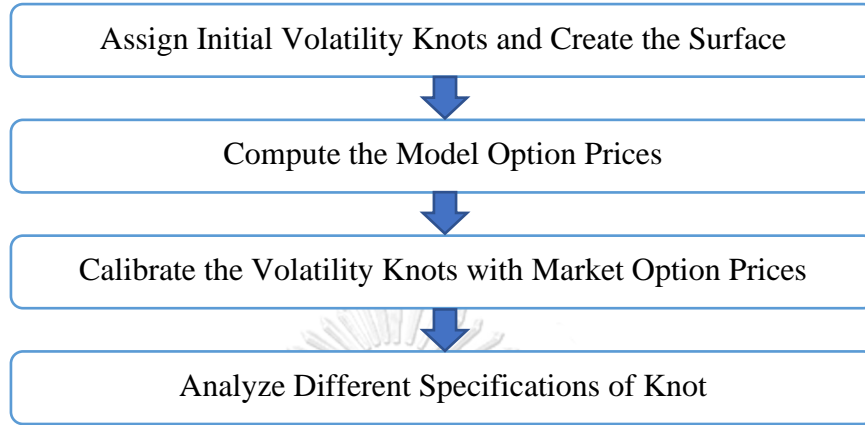 Assign Initial Volatility Knots and Create the Surface
Compute the Model Option Prices
Calibrate the Volatility Knots with Market Option Prices
Analyze Different Specifications of Knot